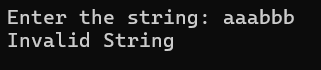 Enter the string: aaabbb
Invalid String